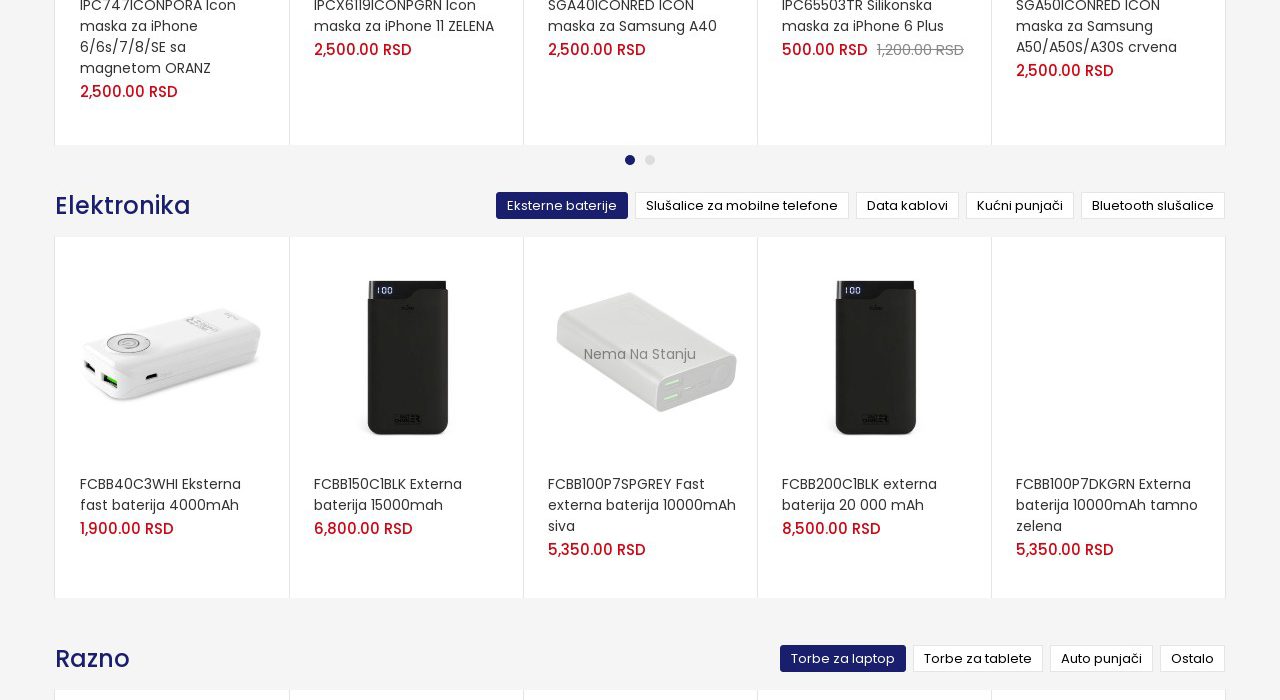 IPC747ICONPORA Icon
maska za iPhone
6/6s/7/8/SE sa
magnetom ORANZ
2,500.00 RSD
IPCX6119ICONPGRN Icon
maska za iPhone 11 ZELENA
2,500.00 RSD
SGA40ICONRED ICON
maska za Samsung A40
2,500.00 RSD
IPC65503TR Silikonska
maska za iPhone 6 Plus
500.00 RSD 1,200.00 RSD
SGA50ICONRED ICON
maska za Samsung
A50/A50S/A30S crvena
2,500.00 RSD
Elektronika
Eksterne baterije
Slušalice za mobilne telefone
Data kablovi
Kućni punjači
Bluetooth slušalice
FCBB40C3WHI Eksterna
fast baterija 4000mAh
1,900.00 RSD
100
FCBB150C1BLK Externa
baterija 15000mah
6,800.00 RSD
Nema Na Stanju
FCBB100P7SPGREY Fast
externa baterija 10000mAh
siva
5,350.00 RSD
100
FCBB200C1BLK externa
baterija 20 000 mAh
8,500.00 RSD
FCBB100P7DKGRN Externa
baterija 10000mAh tamno
zelena
5,350.00 RSD
Razno
Torbe za laptop
Torbe za tablete
Auto punjači
Ostalo